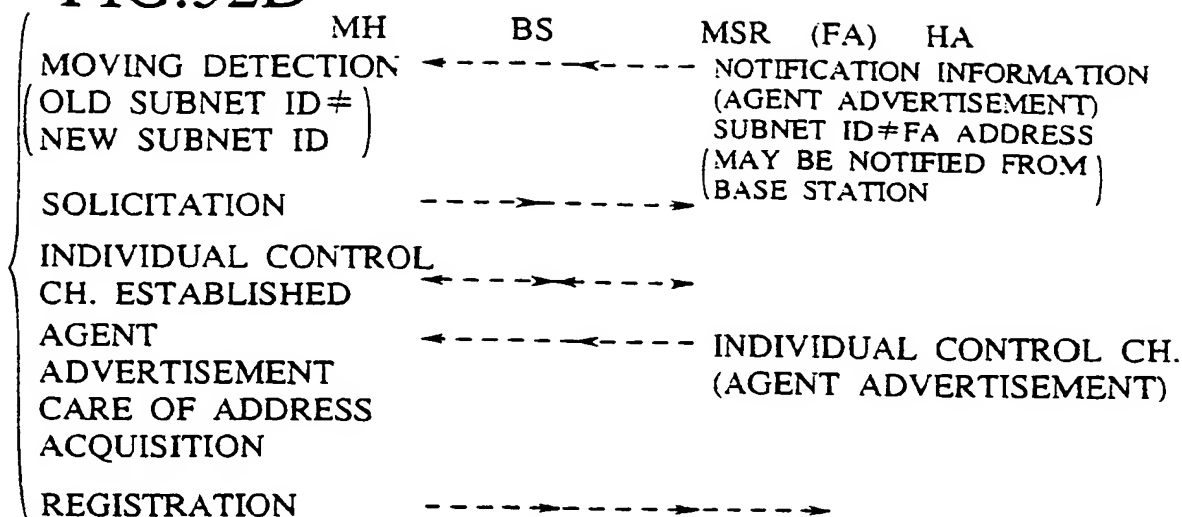 FIG.52D
MH BS MSR (FA) HA
MOVING DETECTION
(OLD SUBNET ID≠
NEW SUBNET ID)
NOTIFICATION INFORMATION
(AGENT ADVERTISEMENT)
SUBNET ID≠FA ADDRESS
(MAY BE NOTIFIED FROM
BASE STATION)
SOLICITATION
INDIVIDUAL CONTROL
CH. ESTABLISHED
AGENT
ADVERTISEMENT
CARE OF ADDRESS
ACQUISITION
INDIVIDUAL CONTROL CH.
(AGENT ADVERTISEMENT)
REGISTRATION